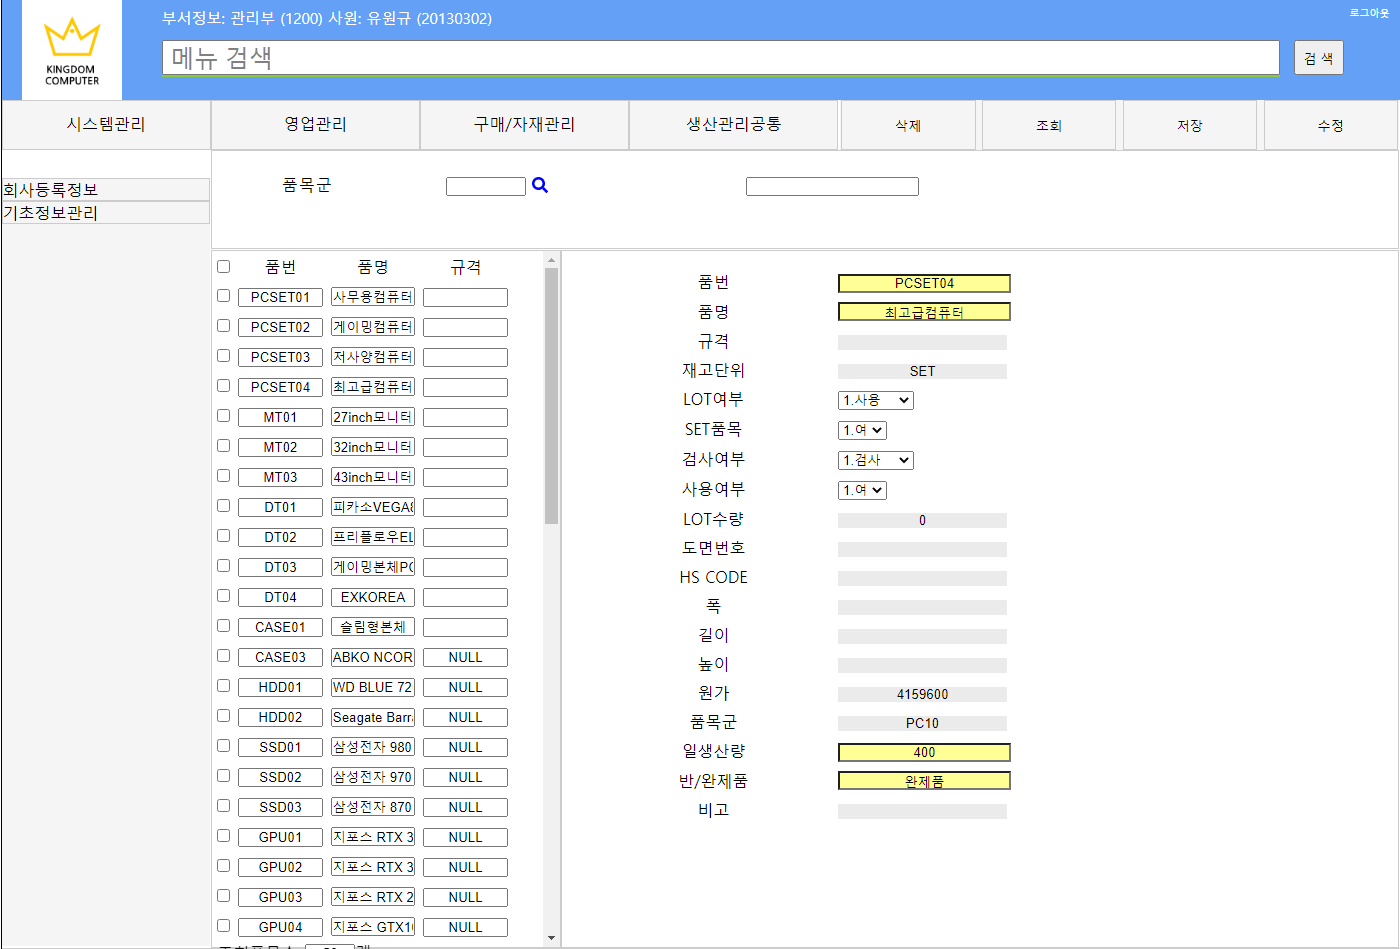 부서정보: 관리부 (1200) 사원: 유원규 (20130302)
로그아웃
KINGDOM
COMPUTER
메뉴 검색
검 색
시스템관리 영업관리 구매/자재관리 생산관리공통 삭제 조회 저장 수정
회사등록정보
기초정보관리
품목군
품번 품명 규격
PCSET01 사무용컴퓨터
PCSET02 게이밍컴퓨터
PCSET03 저사양컴퓨터
PCSET04 최고급컴퓨터
MT01 27inch모니터
MT02 32inch모니터
MT03 43inch모니터
DT01 피카소VEGA8
DT02 프리플로우EL
DT03 게이밍본체PC
DT04 EXKOREA
CASE01 슬림형본체
CASE03 ABKO NCOR NULL
HDD01 WD BLUE 72 NULL
HDD02 Seagate Barr NULL
SSD01 삼성전자 980 NULL
SSD02 삼성전자 970 NULL
SSD03 삼성전자 870 NULL
GPU01 지포스 RTX 3 NULL
GPU02 지포스 RTX 3 NULL
GPU03 지포스 RTX 2 NULL
GPU04 지포스 GTX1 NULL
품번 PCSET04
품명 최고급컴퓨터
규격
재고단위 SET
LOT여부 1.사용
SET품목 1.여
검사여부 1.검사
사용여부 1.여
LOT수량 0
도면번호
HS CODE
폭
길이
높이
원가 4159600
품목군 PC10
일생산량 400
반/완제품 완제품
비고